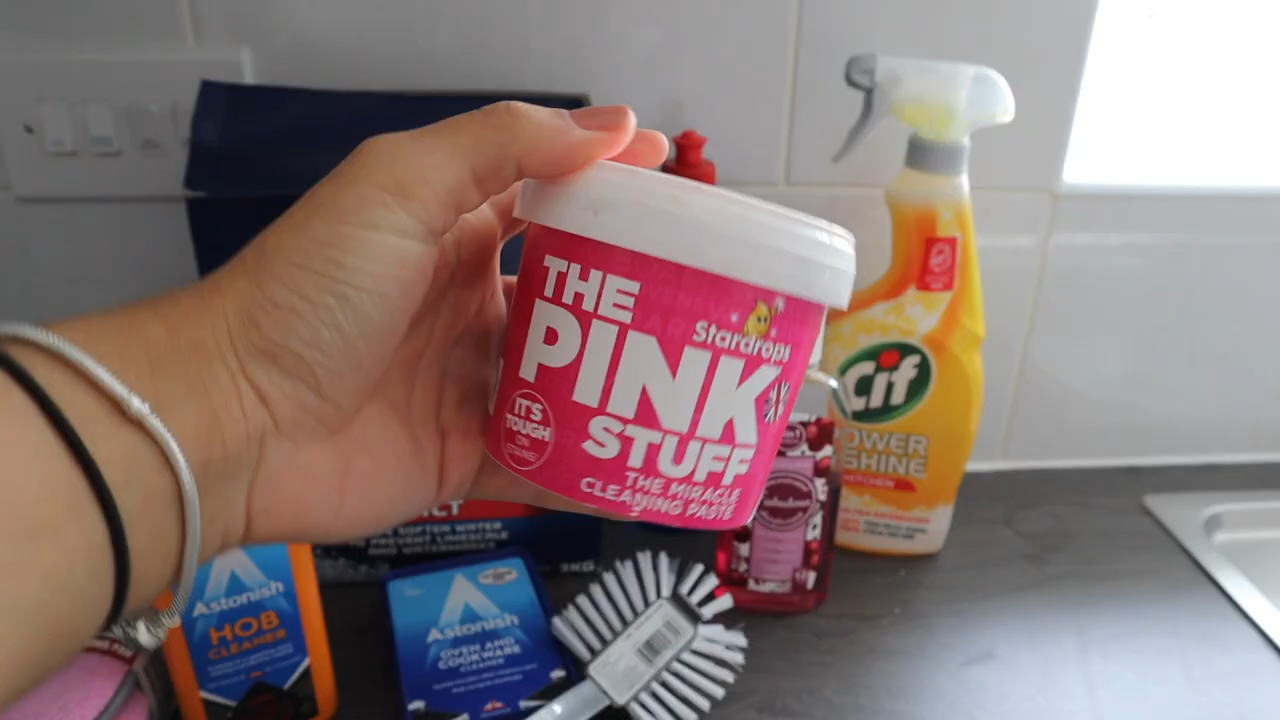 THE
PINK
STUFF
Stardrops
IT'S
TOUGH
ON
STAINS!
THE MIRACLE
CLEANING PASTE
Cif
POWER
SHINE
KITCHEN
SOFTEN WATER
PREVENT LIMESCALE
AND WATERMARKS
3KG
Astonish
HOB
CLEANER
Astonish
OVEN AND
COOKWARE
CLEANER